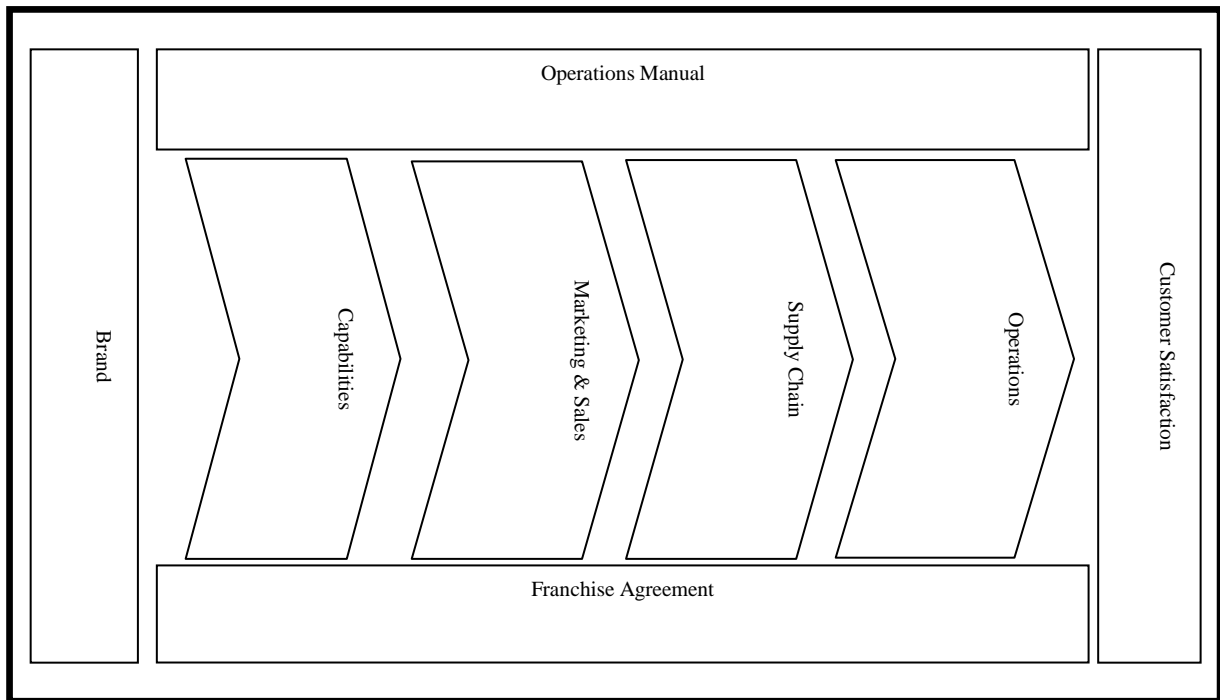 Operations Manual
Brand
Capabilities
Marketing & Sales
Supply Chain
Operations
Customer Satisfaction
Franchise Agreement